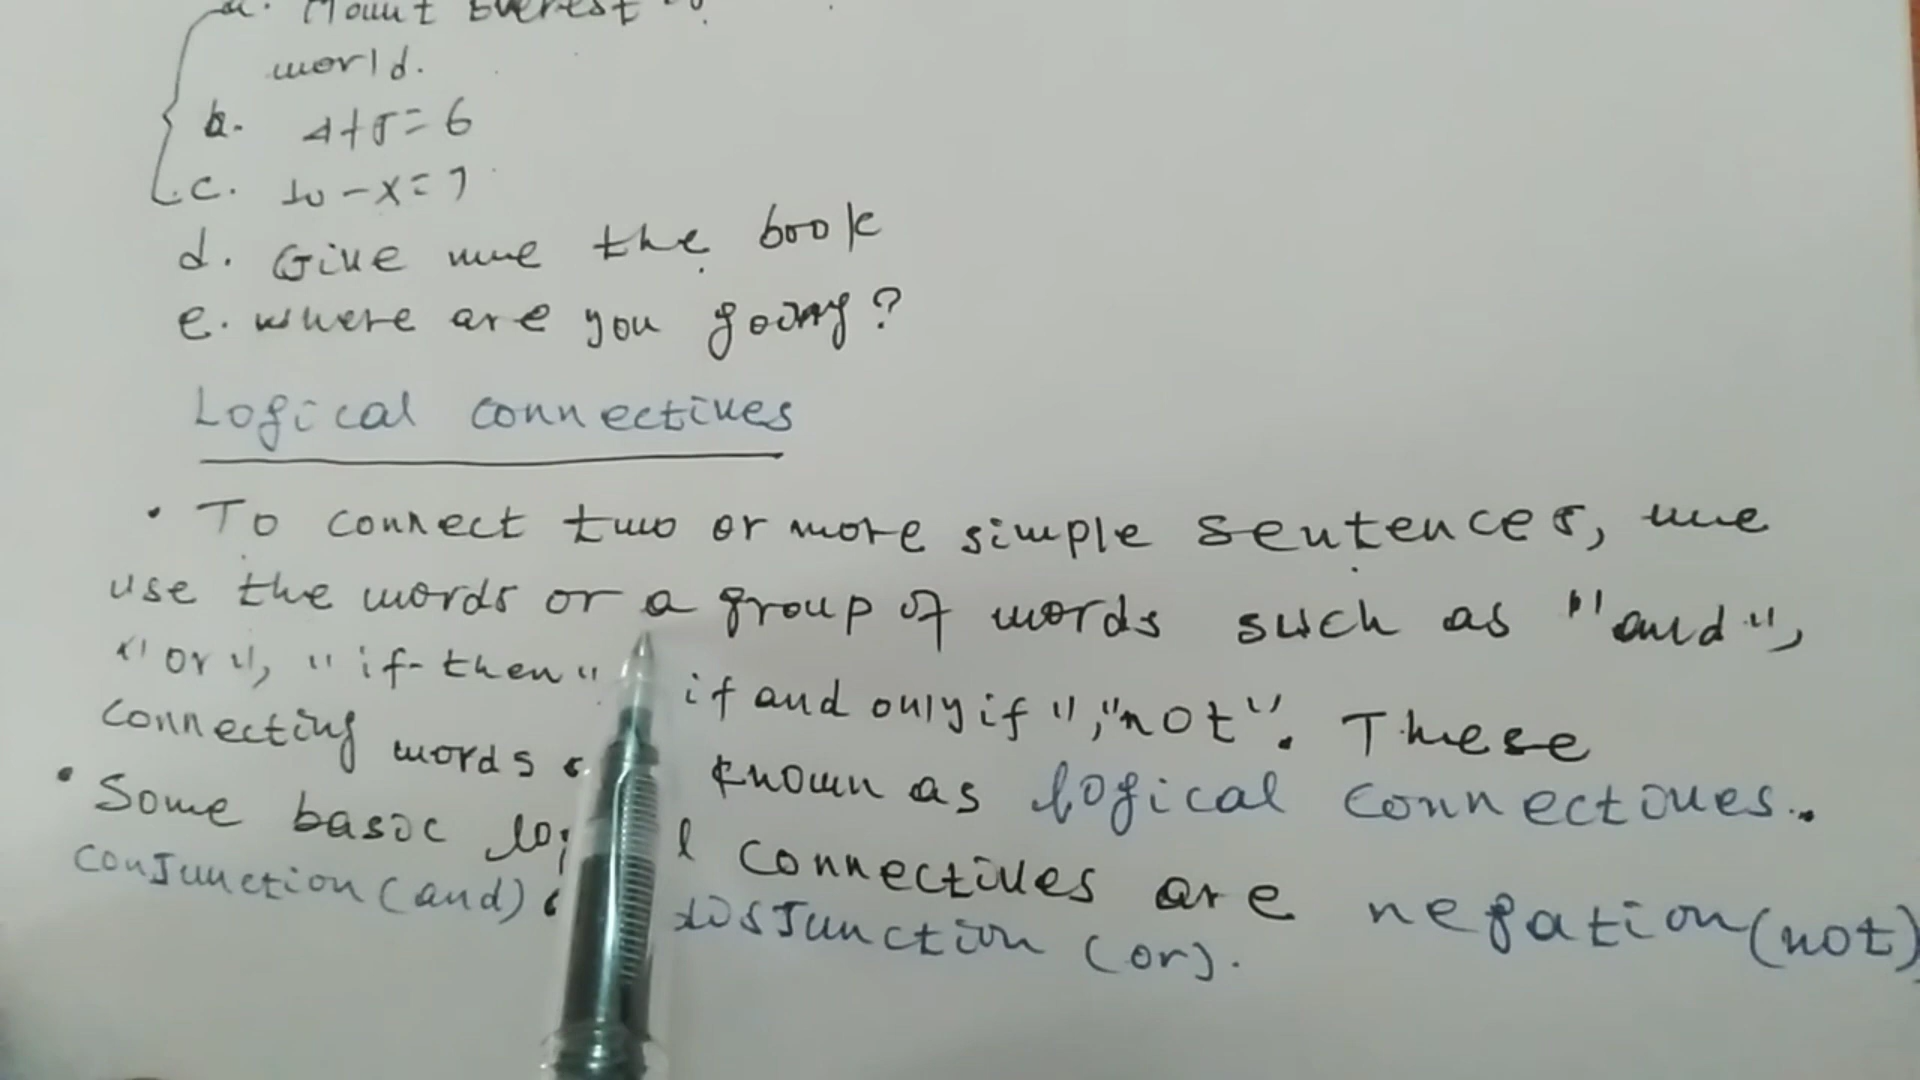 a. Mount Everest
world.
b. 4+5=6
c. 10-x=7
d. Give me the book
e. where are you going?
Logical connectives
• To connect two or more simple sentences, we
use the words or a group of words such as "and",
"or", "if-then" if and only if", "not". These
connecting words known as logical connectives.
• Some basic connectives are negation(not)
conjunction(and) disjunction (or).